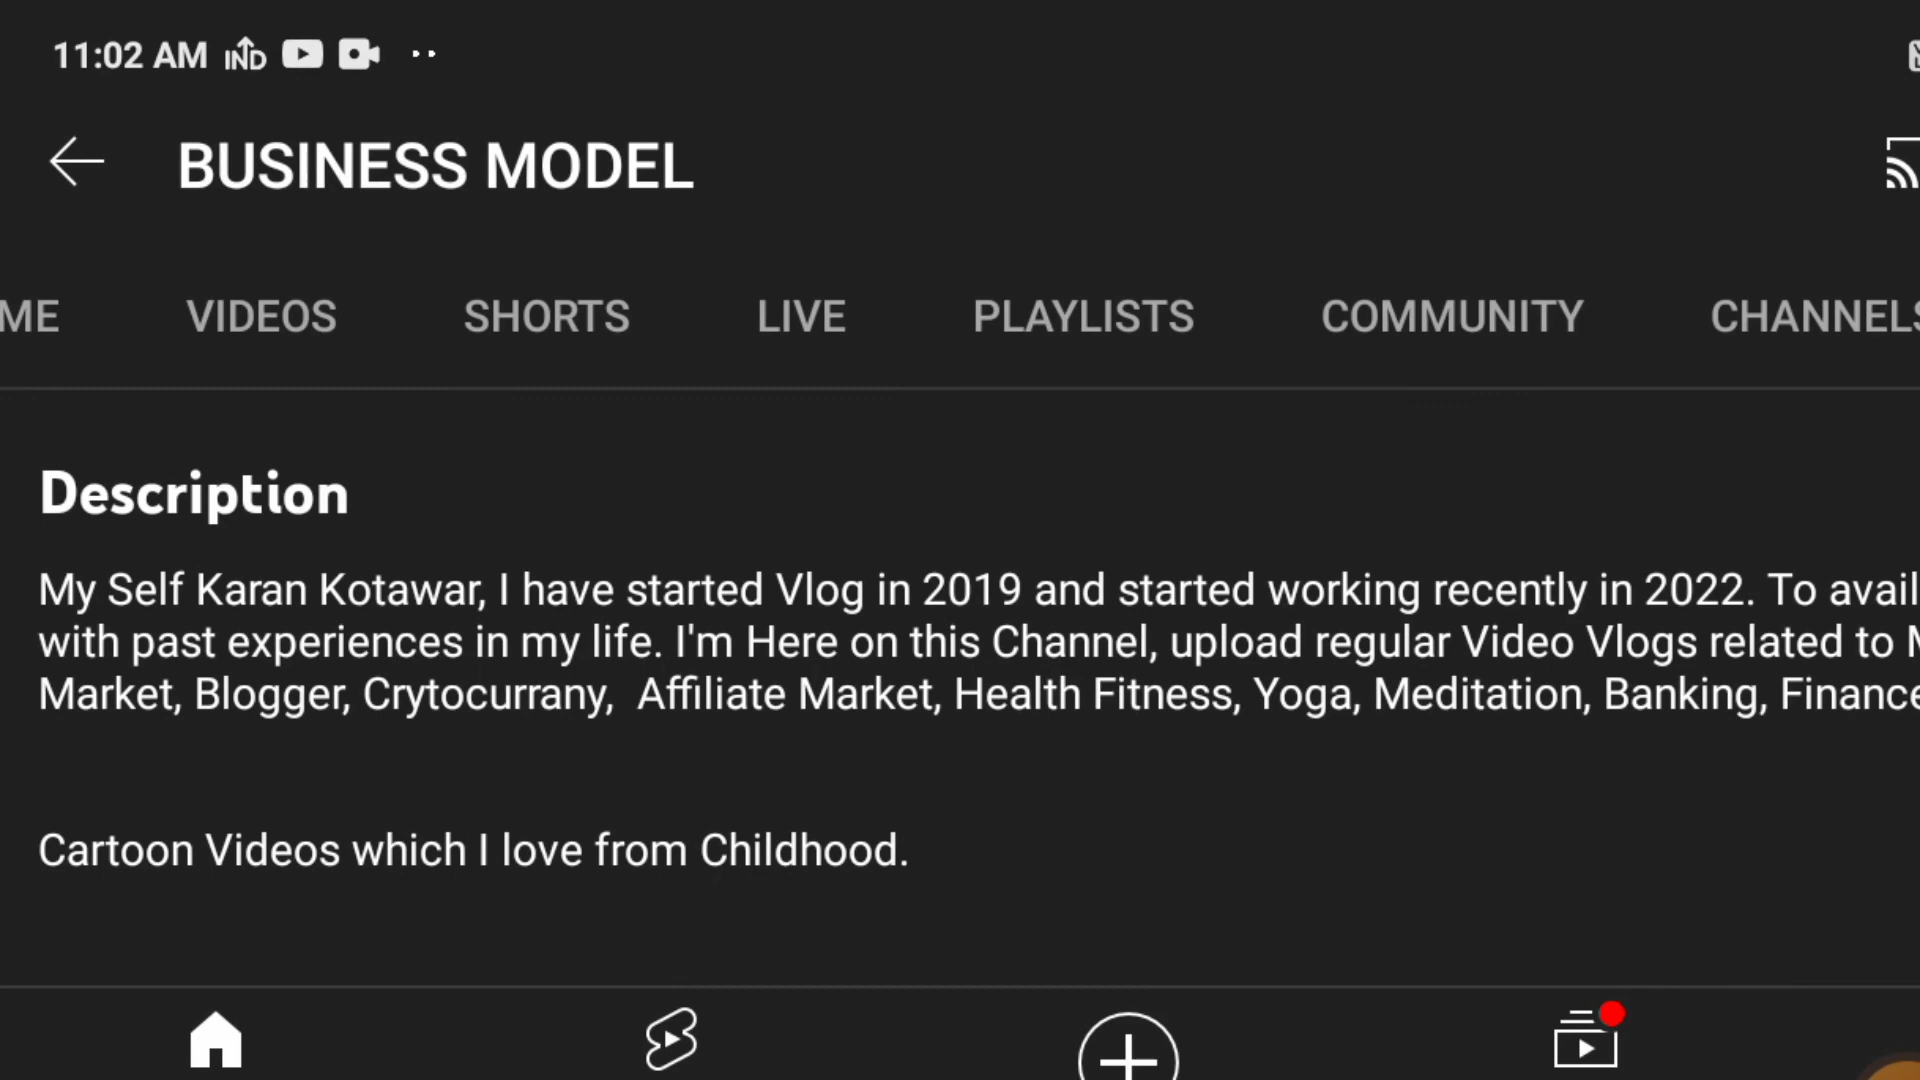 11:02 AM IND
BUSINESS MODEL
ME VIDEOS SHORTS LIVE PLAYLISTS COMMUNITY CHANNELS
Description
My Self Karan Kotawar, I have started Vlog in 2019 and started working recently in 2022. To avail
with past experiences in my life. I'm Here on this Channel, upload regular Video Vlogs related to
Market, Blogger, Crytocurrany, Affiliate Market, Health Fitness, Yoga, Meditation, Banking, Finance
Cartoon Videos which I love from Childhood.